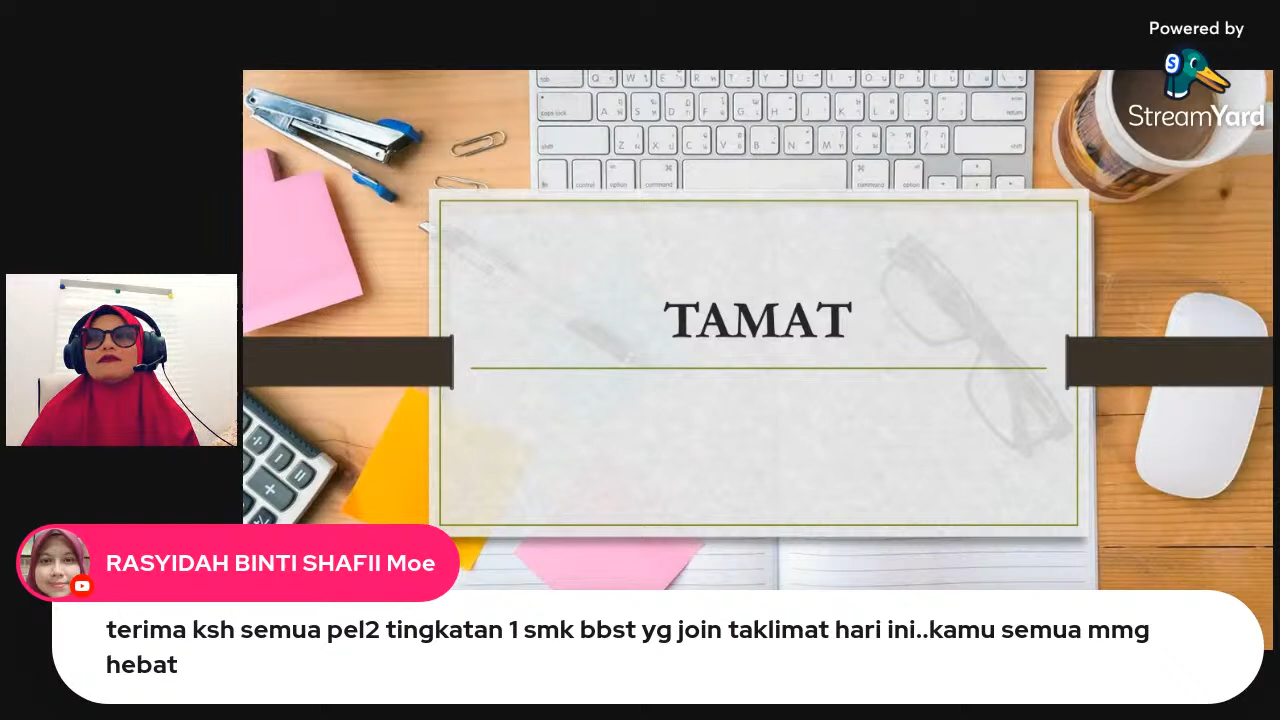 Powered by
StreamYard
TAMAT
RASYIDAH BINTI SHAFII Moe
terima ksh semua pel2 tingkatan 1 smk bbst yg join taklimat hari ini..kamu semua mmg
hebat